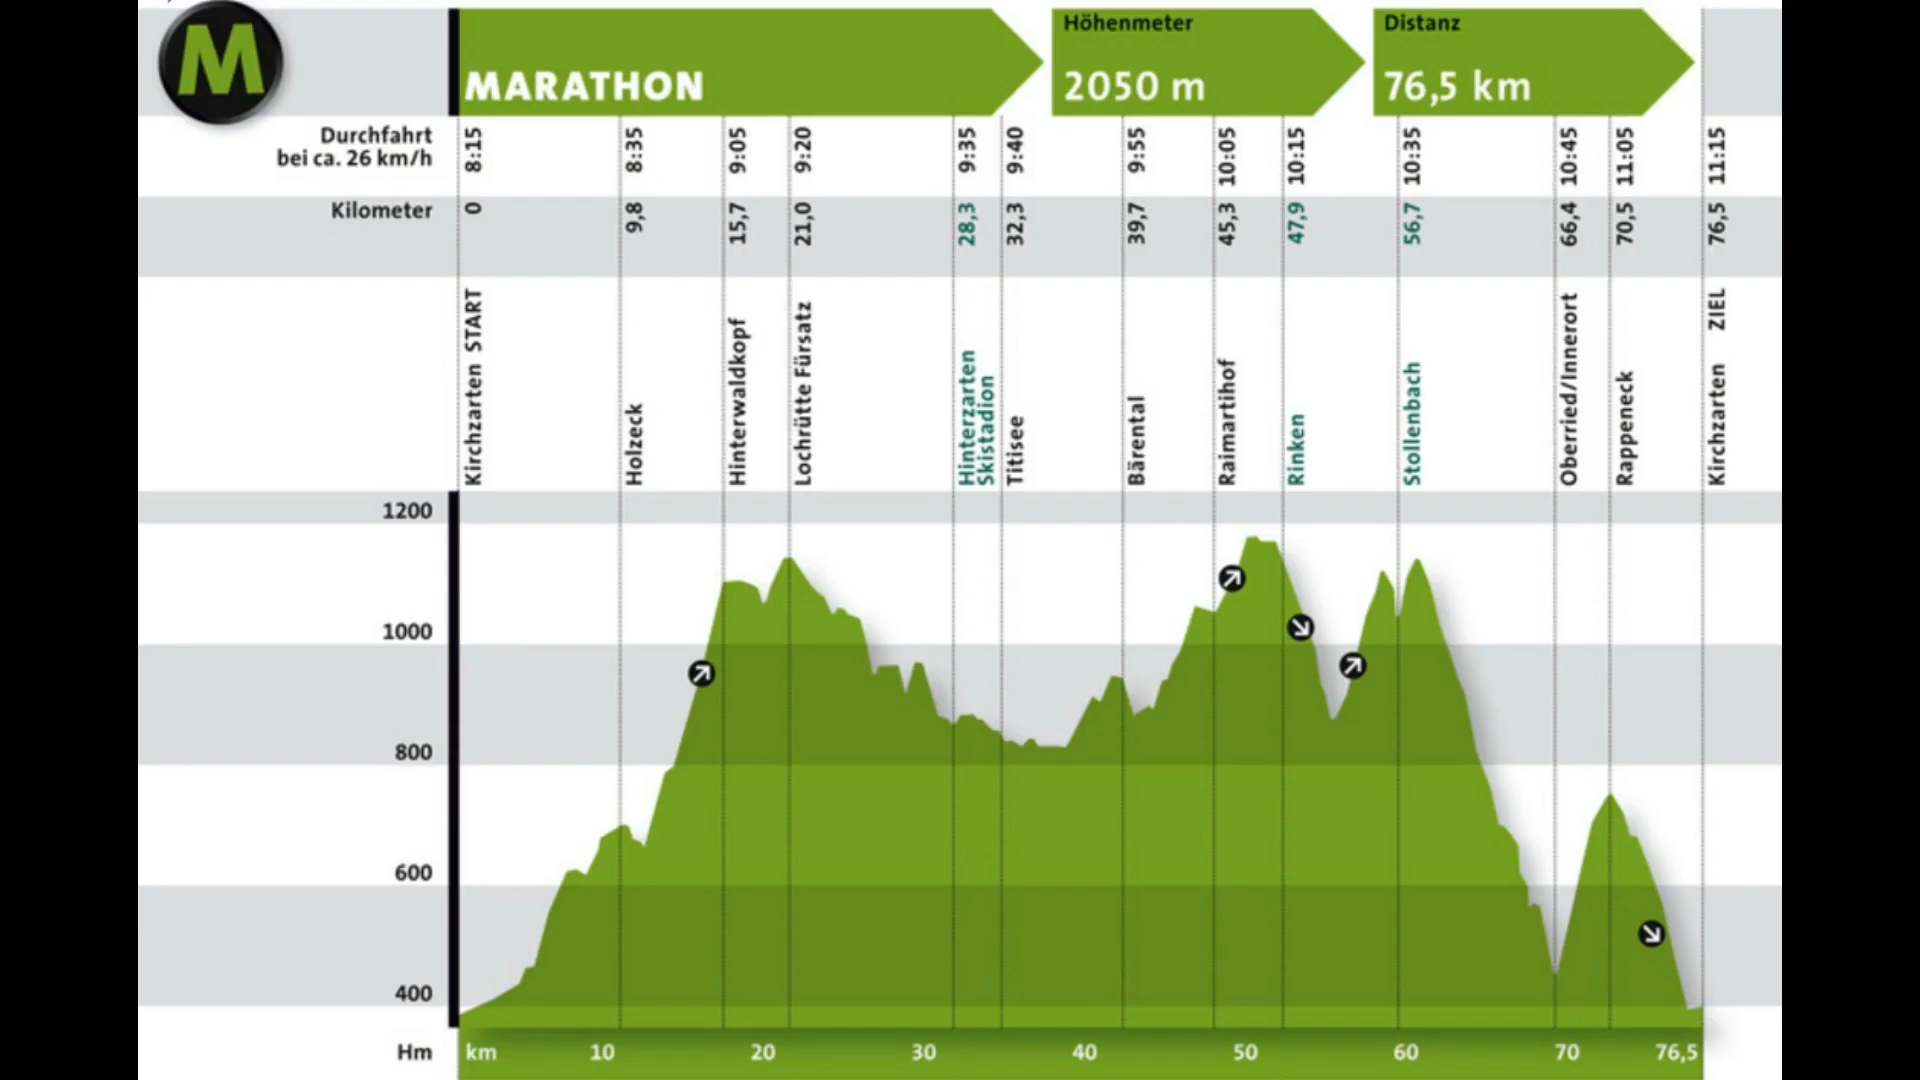 M
MARATHON
Höhenmeter
2050 m
Distanz
76,5 km
Durchfahrt
bei ca. 26 km/h
8:15 8:35 9:05 9:20 9:35 9:40 9:55 10:05 10:15 10:35 10:45 11:05 11:15
Kilometer 0 9,8 15,7 21,0 28,3 32,3 39,7 45,3 47,9 56,7 66,4 70,5 76,5
Kirchzarten START
Holzeck
Hinterwaldkopf
Lochrütte Fürsatz
Hinterzarten
Skistadion
Titisee
Bärental
Raimartihof
Rinken
Stollenbach
Oberried/Innerort
Rappeneck
Kirchzarten ZIEL
1200
1000
800
600
400
Hm km 10 20 30 40 50 60 70 76,5